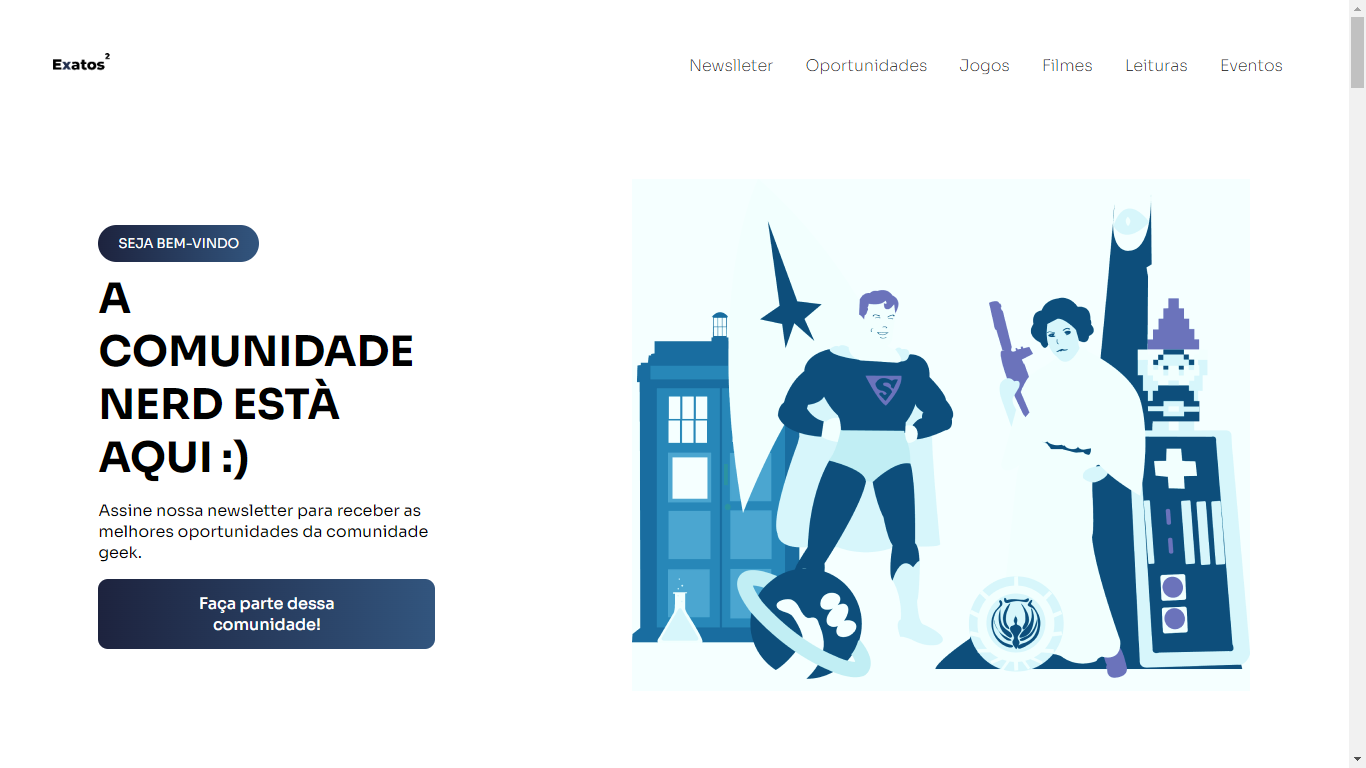 Exatos²
Newslleter Oportunidades Jogos Filmes Leituras Eventos
SEJA BEM-VINDO
A
COMUNIDADE
NERD ESTÀ
AQUI :)
Assine nossa newsletter para receber as
melhores oportunidades da comunidade
geek.
Faça parte dessa
comunidade!
S